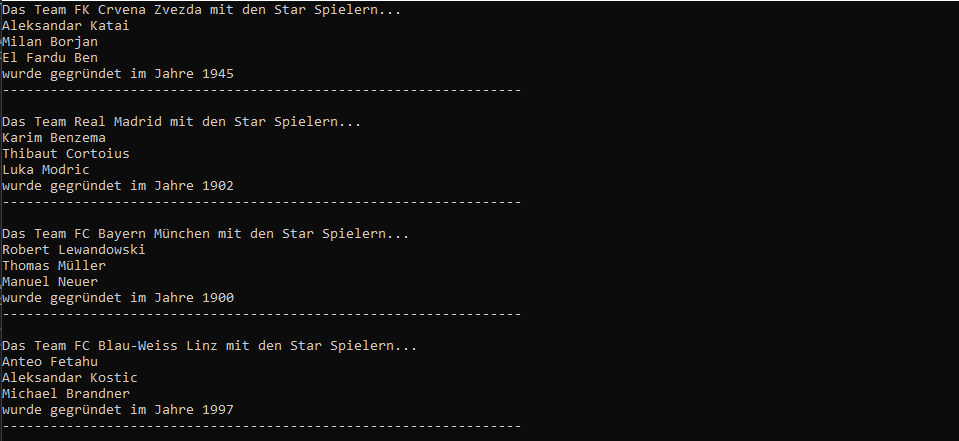 Das Team FK Crvena Zvezda mit den Star Spielern...
Aleksandar Katai
Milan Borjan
El Fardu Ben
wurde gegründet im Jahre 1945
-----------------------------------------------------------------
Das Team Real Madrid mit den Star Spielern...
Karim Benzema
Thibaut Cortoius
Luka Modric
wurde gegründet im Jahre 1902
-----------------------------------------------------------------
Das Team FC Bayern München mit den Star Spielern...
Robert Lewandowski
Thomas Müller
Manuel Neuer
wurde gegründet im Jahre 1900
-----------------------------------------------------------------
Das Team FC Blau-Weiss Linz mit den Star Spielern...
Anteo Fetahu
Aleksandar Kostic
Michael Brandner
wurde gegründet im Jahre 1997
-----------------------------------------------------------------